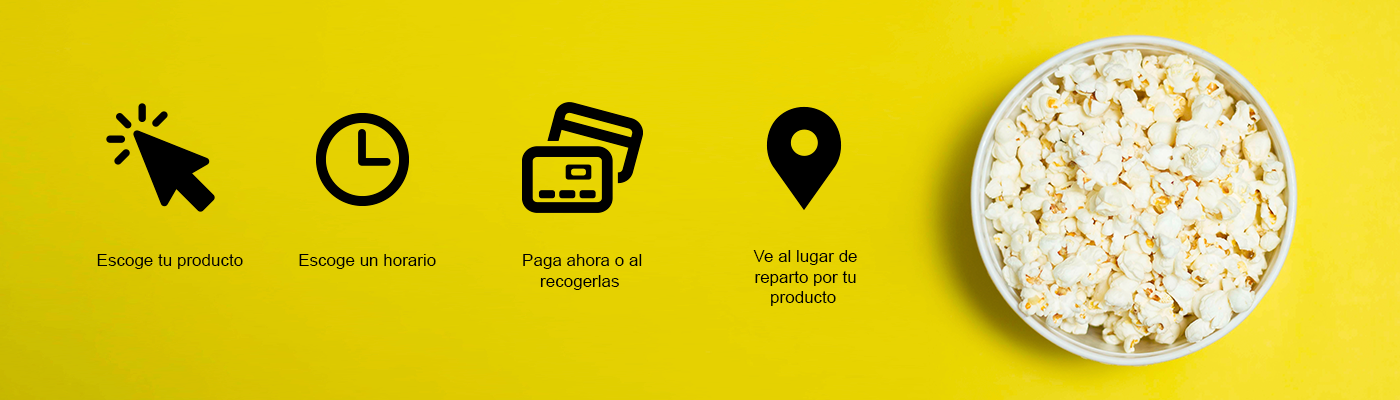 Escoge tu producto
Escoge un horario
Paga ahora o al
recogerlas
Ve al lugar de
reparto por tu
producto